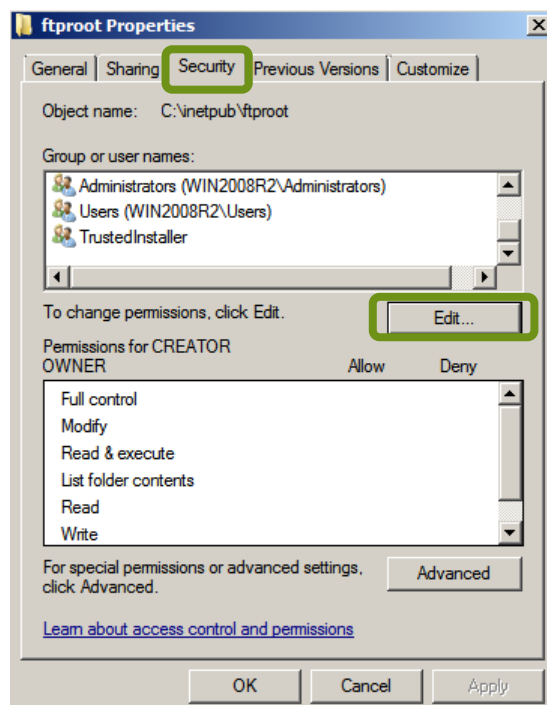 ftproot Properties
General Sharing Security Previous Versions Customize
Object name: C:\inetpub\ftproot
Group or user names:
Administrators (WIN2008R2\Administrators)
Users (WIN2008R2\Users)
TrustedInstaller
To change permissions, click Edit.
Edit...
Permissions for CREATOR
OWNER Allow Deny
Full control
Modify
Read & execute
List folder contents
Read
Write
For special permissions or advanced settings,
click Advanced.
Advanced
Learn about access control and permissions
OK Cancel Apply